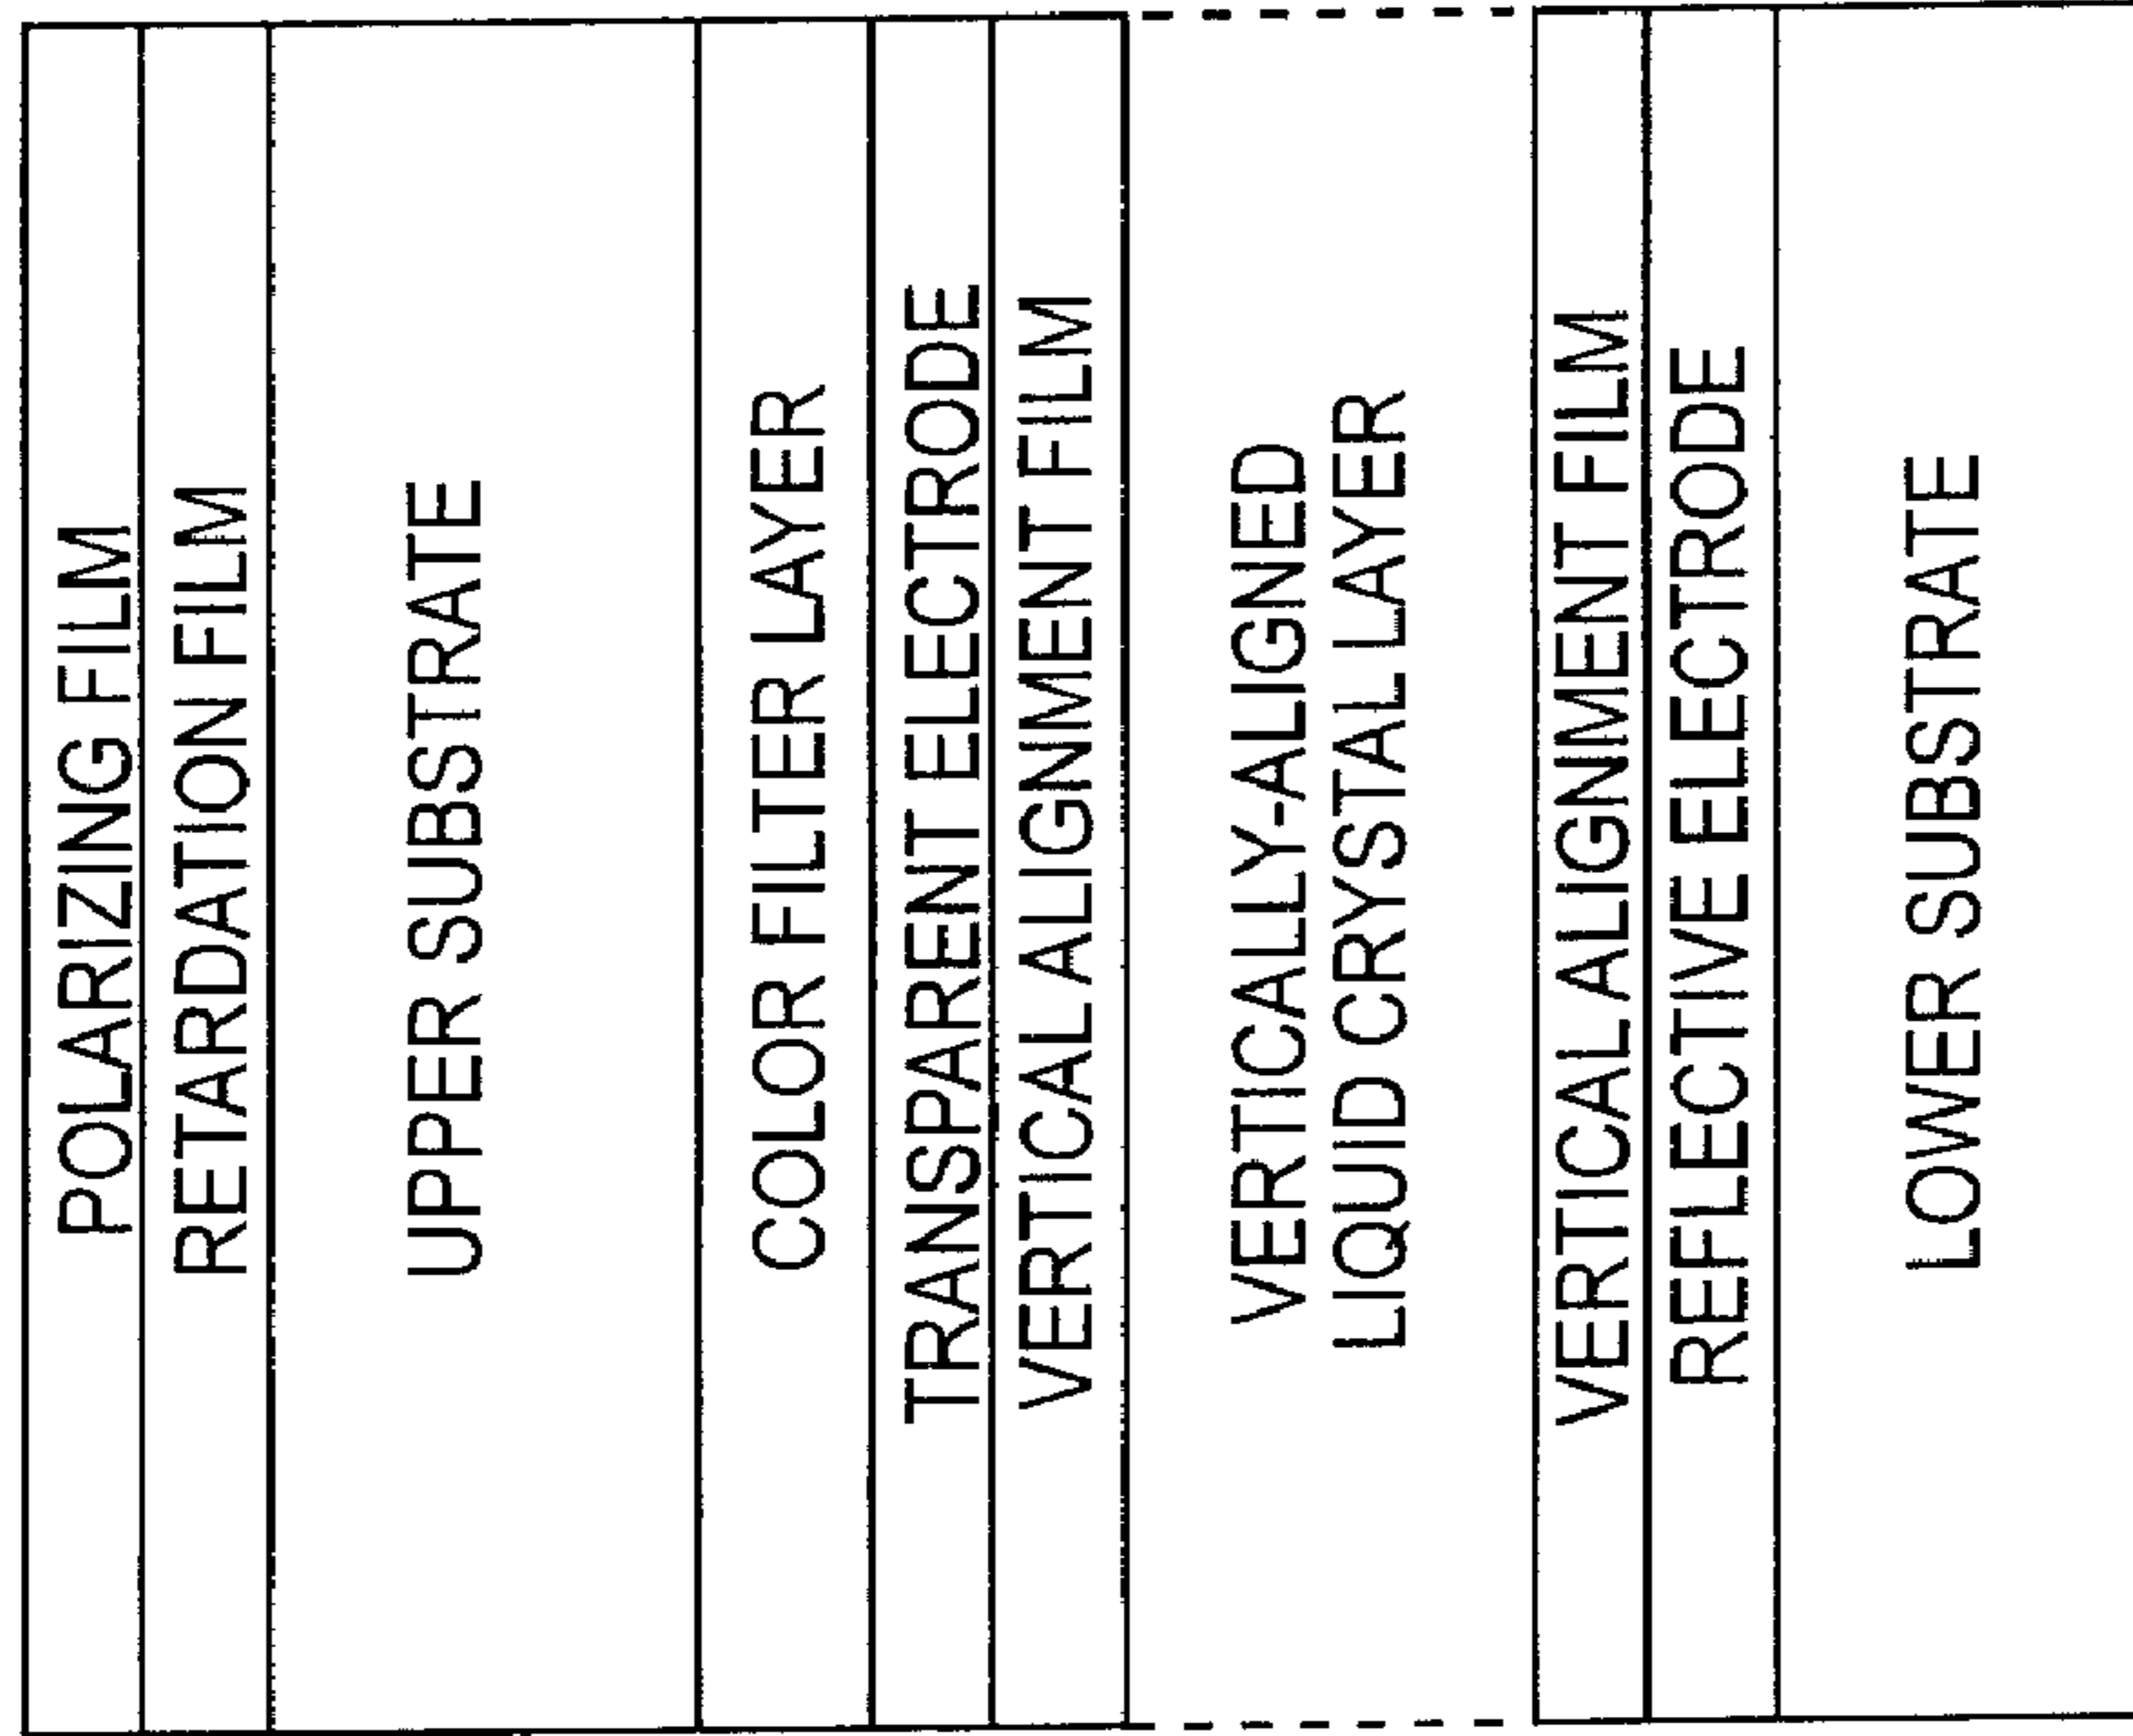 POLARIZING FILM
RETARDATION FILM
UPPER SUBSTRATE
COLOR FILTER LAYER
TRANSPARENT ELECTRODE
VERTICAL ALIGNMENT FILM
VERTICALLY-ALIGNED
LIQUID CRYSTAL LAYER
VERTICAL ALIGNMENT FILM
REFLECTIVE ELECTRODE
LOWER SUBSTRATE